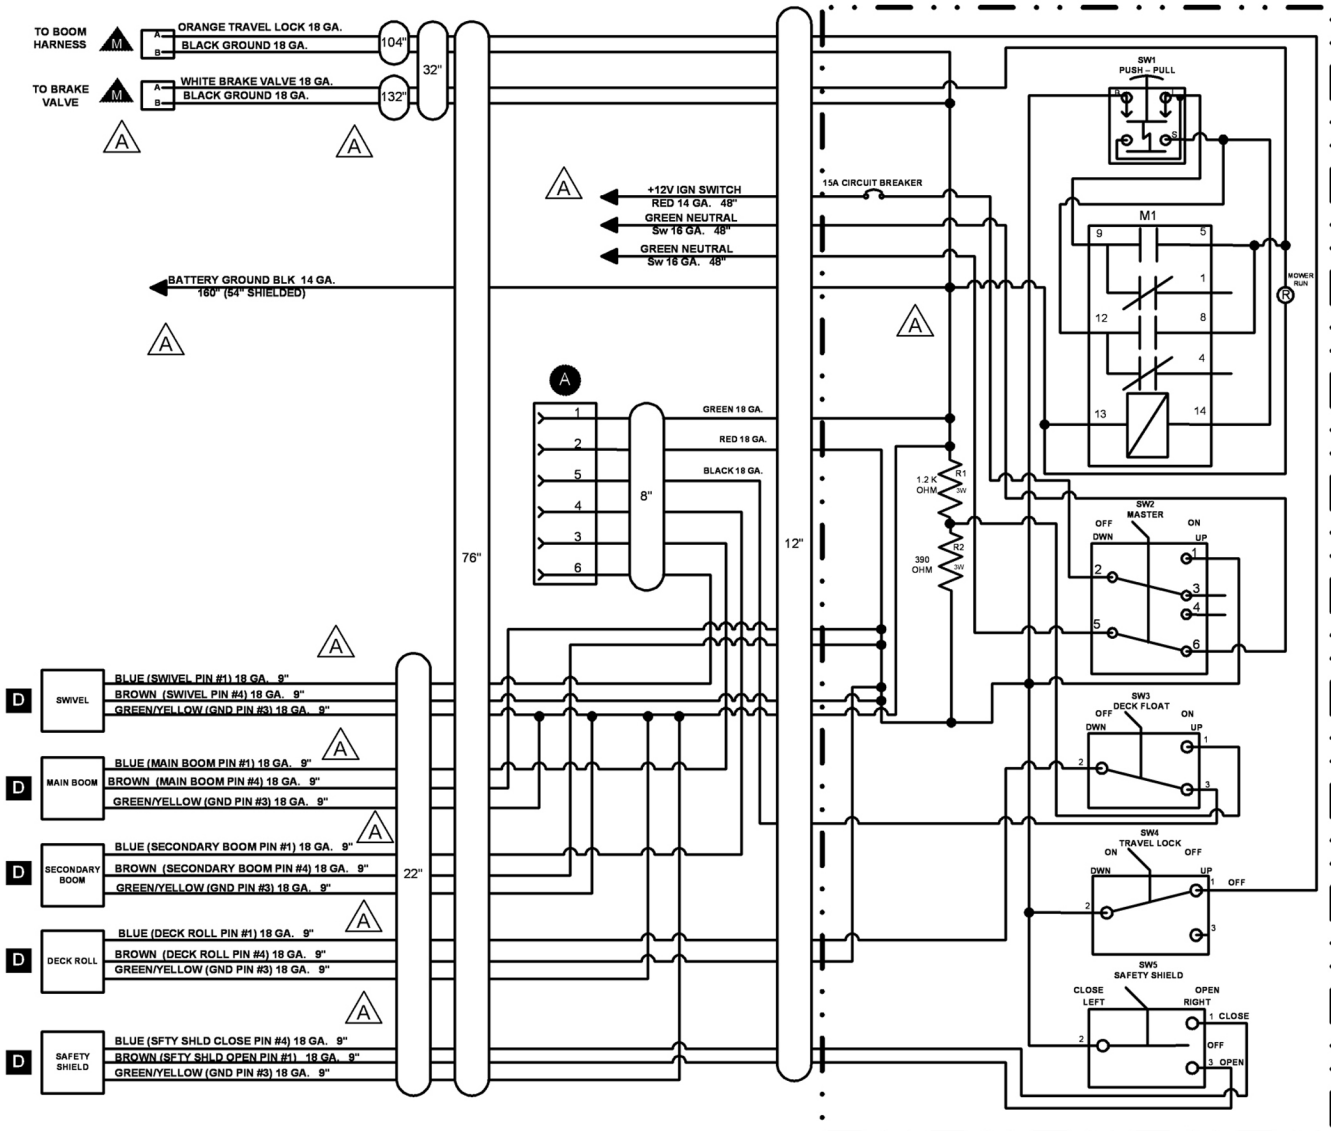 TO BOOM
HARNESS
M
A
B
ORANGE TRAVEL LOCK 18 GA.
BLACK GROUND 18 GA.
104"
32"
TO BRAKE
VALVE
M
A
B
WHITE BRAKE VALVE 18 GA.
BLACK GROUND 18 GA.
132"
A
A
A
+12V IGN SWITCH
RED 14 GA. 48"
GREEN NEUTRAL
Sw 16 GA. 48"
GREEN NEUTRAL
Sw 16 GA. 48"
15A CIRCUIT BREAKER
BATTERY GROUND BLK 14 GA.
160" (54" SHIELDED)
A
A
SW1
PUSH – PULL
S
M1
9
5
1
12
8
4
13
14
MOWER
RUN
R
A
1
2
5
4
3
6
8"
GREEN 18 GA.
RED 18 GA.
BLACK 18 GA.
76"
12"
1.2 K
OHM
R1
3W
390
OHM
R2
3W
SW2
MASTER
OFF
ON
DWN
UP
1
2
3
4
5
6
A
D
SWIVEL
BLUE (SWIVEL PIN #1) 18 GA. 9"
BROWN (SWIVEL PIN #4) 18 GA. 9"
GREEN/YELLOW (GND PIN #3) 18 GA. 9"
SW3
DECK FLOAT
OFF
ON
DWN
UP
1
2
3
A
D
MAIN BOOM
BLUE (MAIN BOOM PIN #1) 18 GA. 9"
BROWN (MAIN BOOM PIN #4) 18 GA. 9"
GREEN/YELLOW (GND PIN #3) 18 GA. 9"
A
D
SECONDARY
BOOM
BLUE (SECONDARY BOOM PIN #1) 18 GA. 9"
BROWN (SECONDARY BOOM PIN #4) 18 GA. 9"
GREEN/YELLOW (GND PIN #3) 18 GA. 9"
22"
SW4
TRAVEL LOCK
ON
OFF
DWN
UP
1
OFF
2
3
A
D
DECK ROLL
BLUE (DECK ROLL PIN #1) 18 GA. 9"
BROWN (DECK ROLL PIN #4) 18 GA. 9"
GREEN/YELLOW (GND PIN #3) 18 GA. 9"
SW5
SAFETY SHIELD
CLOSE
OPEN
LEFT
RIGHT
1 CLOSE
2
OFF
3 OPEN
A
D
SAFETY
SHIELD
BLUE (SFTY SHLD CLOSE PIN #4) 18 GA. 9"
BROWN (SFTY SHLD OPEN PIN #1) 18 GA. 9"
GREEN/YELLOW (GND PIN #3) 18 GA. 9"